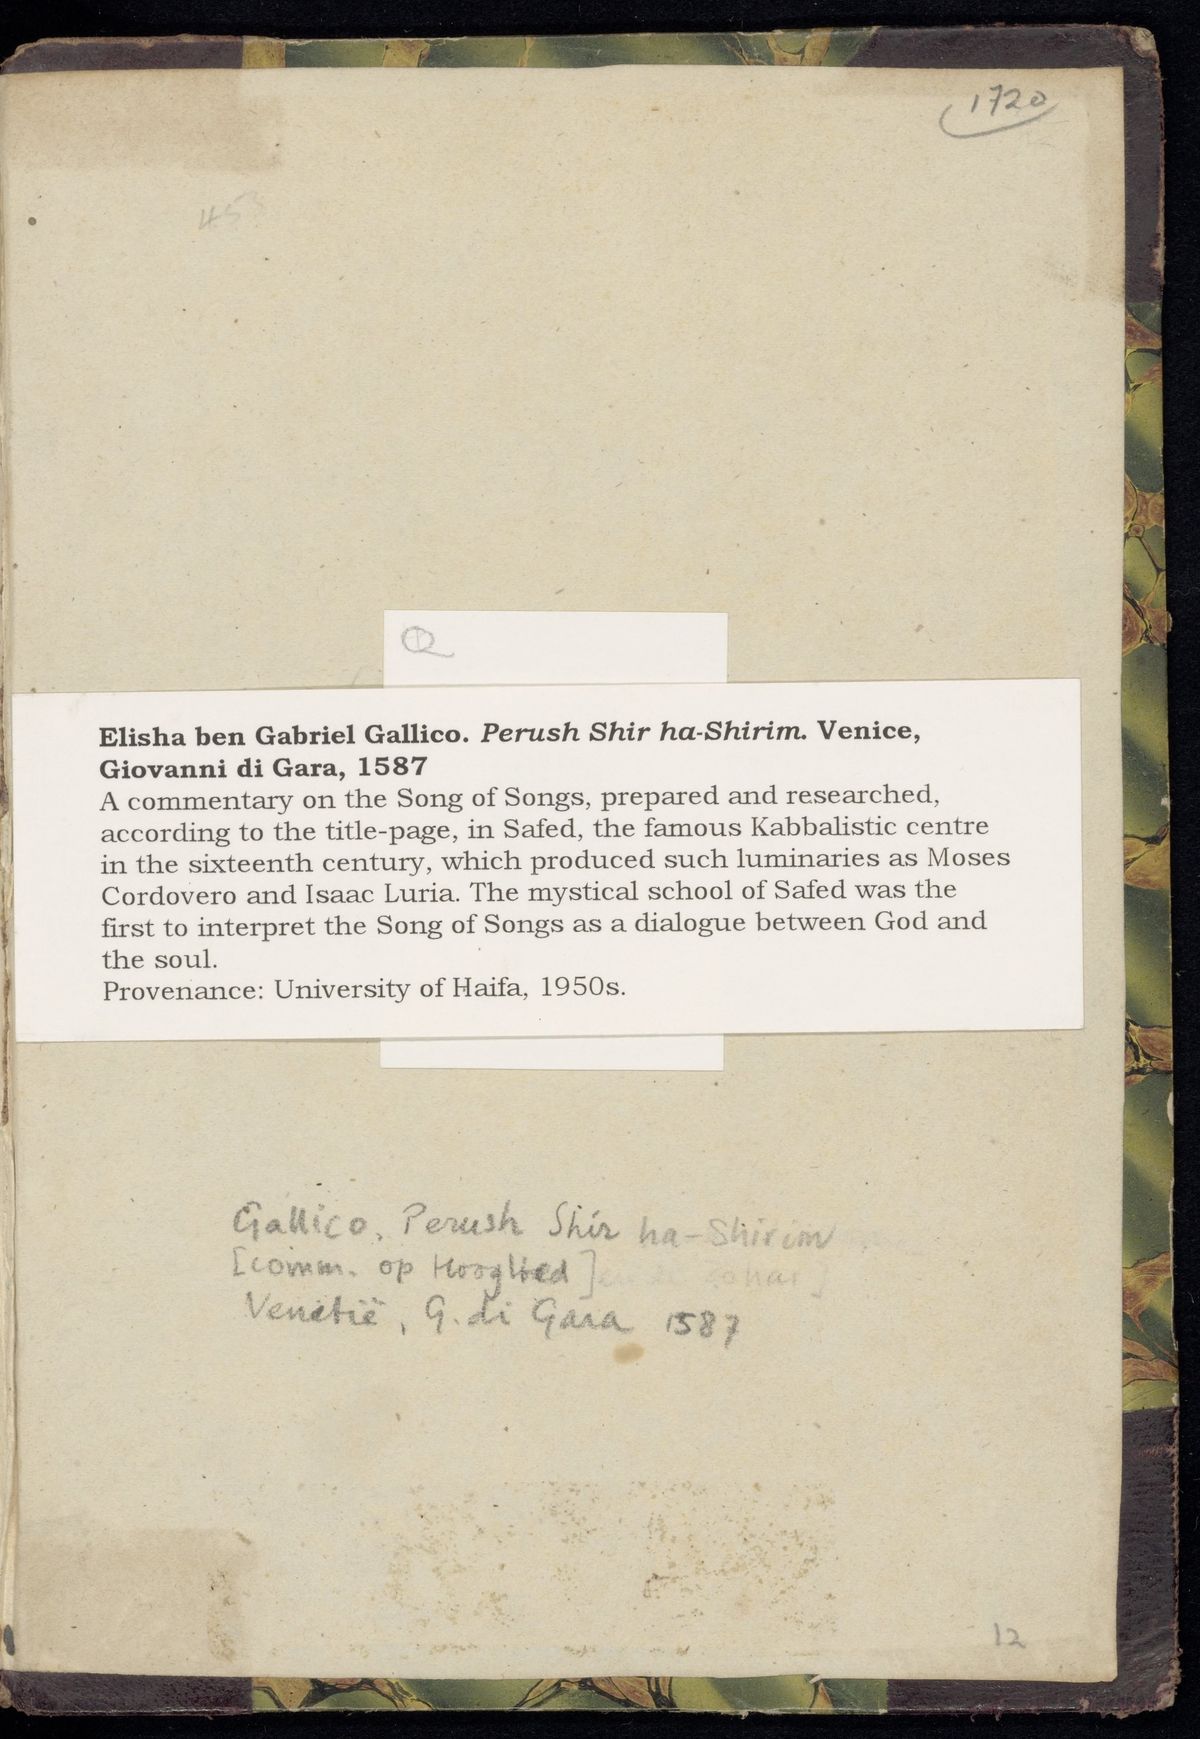 1720
453
Q
Elisha ben Gabriel Gallico. Perush Shir ha-Shirim. Venice,
Giovanni di Gara, 1587
A commentary on the Song of Songs, prepared and researched,
according to the title-page, in Safed, the famous Kabbalistic centre
in the sixteenth century, which produced such luminaries as Moses
Cordovero and Isaac Luria. The mystical school of Safed was the
first to interpret the Song of Songs as a dialogue between God and
the soul.
Provenance: University of Haifa, 1950s.
Gallico, Perush Shir ha-Shirim
[comm. op Hooglied]
Venetië, G. di Gara 1587
12